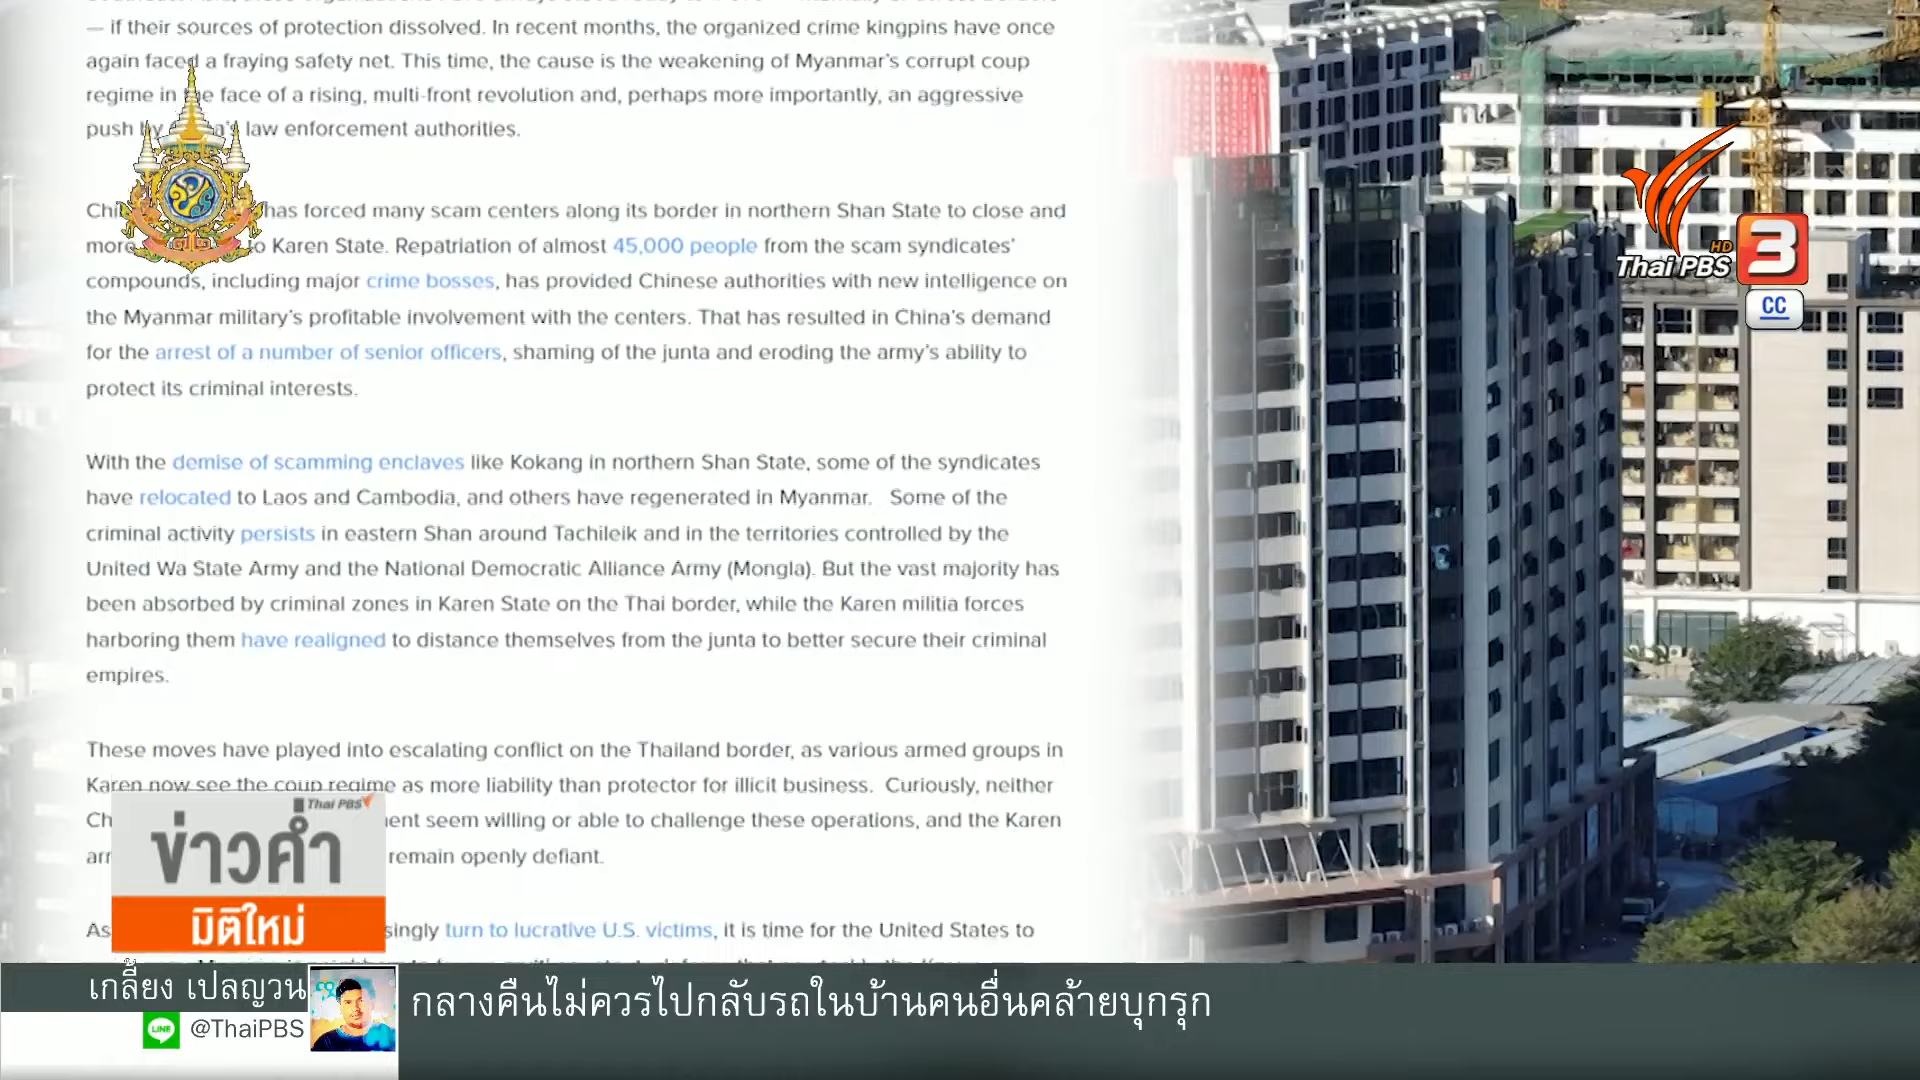 — if their sources of protection dissolved. In recent months, the organized crime kingpins have once
again faced a fraying safety net. This time, the cause is the weakening of Myanmar's corrupt coup
regime in the face of a rising, multi-front revolution and, perhaps more importantly, an aggressive
push by law enforcement authorities.
has forced many scam centers along its border in northern Shan State to close and
Karen State. Repatriation of almost 45,000 people from the scam syndicates'
compounds, including major crime bosses, has provided Chinese authorities with new intelligence on
the Myanmar military's profitable involvement with the centers. That has resulted in China's demand
for the arrest of a number of senior officers, shaming of the junta and eroding the army's ability to
protect its criminal interests.
With the demise of scamming enclaves like Kokang in northern Shan State, some of the syndicates
have relocated to Laos and Cambodia, and others have regenerated in Myanmar. Some of the
criminal activity persists in eastern Shan around Tachileik and in the territories controlled by the
United Wa State Army and the National Democratic Alliance Army (Mongla). But the vast majority has
been absorbed by criminal zones in Karen State on the Thai border, while the Karen militia forces
harboring them have realigned to distance themselves from the junta to better secure their criminal
empires.
These moves have played into escalating conflict on the Thailand border, as various armed groups in
Karen now see the coup regime as more liability than protector for illicit business. Curiously, neither
seem willing or able to challenge these operations, and the Karen
remain openly defiant.
turn to lucrative U.S. victims, it is time for the United States to
HD
Thai PBS
3
CC
Thai PBS
ข่าวค่ำ
มิติใหม่
เกลี้ยง เปลญวน
LINE @ThaiPBS
กลางคืนไม่ควรไปกลับรถในบ้านคนอื่นคล้ายบุกรุก